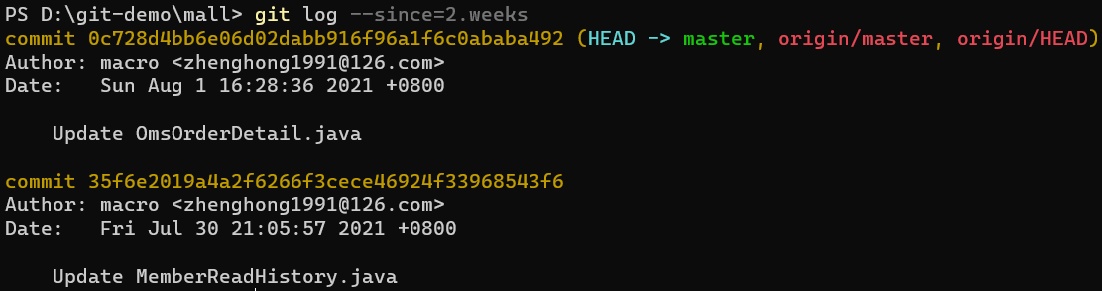 PS D:\git-demo\mall> git log --since=2.weeks
commit 0c728d4bb6e06d02dabb916f96a1f6c0ababa492 (HEAD -> master, origin/master, origin/HEAD)
Author: macro <zhenghong1991@126.com>
Date:   Sun Aug 1 16:28:36 2021 +0800
    Update OmsOrderDetail.java
commit 35f6e2019a4a2f6266f3cece46924f33968543f6
Author: macro <zhenghong1991@126.com>
Date:   Fri Jul 30 21:05:57 2021 +0800
    Update MemberReadHistory.java